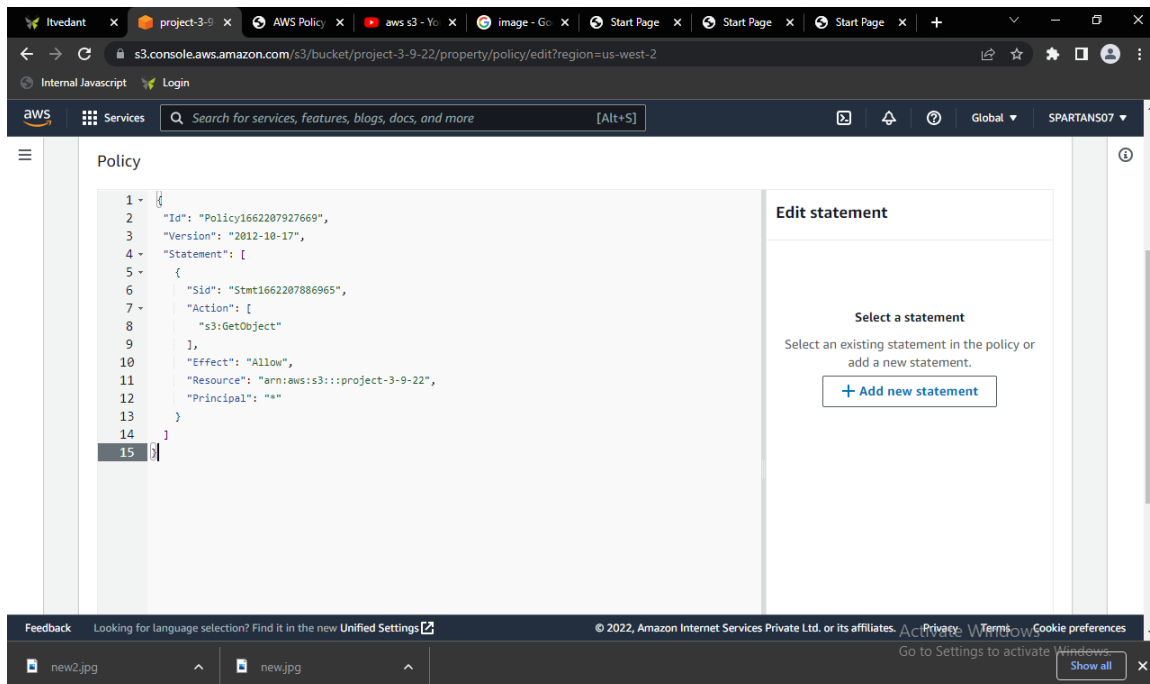 ltvedant
project-3-9
AWS Policy
aws s3 - Yo
image - Go
Start Page
Start Page
Start Page
s3.console.aws.amazon.com/s3/bucket/project-3-9-22/property/policy/edit?region=us-west-2
Internal Javascript
Login
aws
Services
Search for services, features, blogs, docs, and more
[Alt+S]
Global
SPARTANS07
Policy
1 {
2 "Id": "Policy1662207927669",
3 "Version": "2012-10-17",
4 "Statement": [
5 {
6 "Sid": "Stmt1662207886965",
7 "Action": [
8 "s3:GetObject"
9 ],
10 "Effect": "Allow",
11 "Resource": "arn:aws:s3:::project-3-9-22",
12 "Principal": "*"
13 }
14 ]
15 }
Edit statement
Select a statement
Select an existing statement in the policy or
add a new statement.
+ Add new statement
Feedback
Looking for language selection? Find it in the new Unified Settings
© 2022, Amazon Internet Services Private Ltd. or its affiliates.
Privacy
Terms
Cookie preferences
Activate Windows
Go to Settings to activate Windows.
new2.jpg
new.jpg
Show all